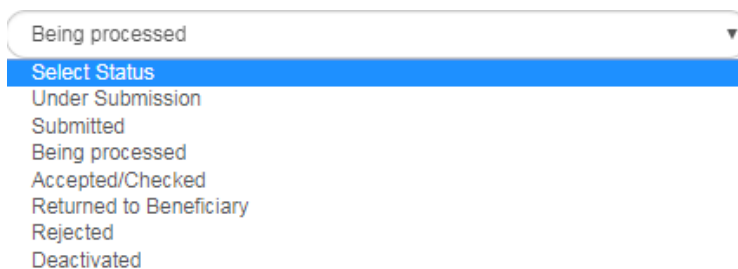 Being processed
Select Status
Under Submission
Submitted
Being processed
Accepted/Checked
Returned to Beneficiary
Rejected
Deactivated